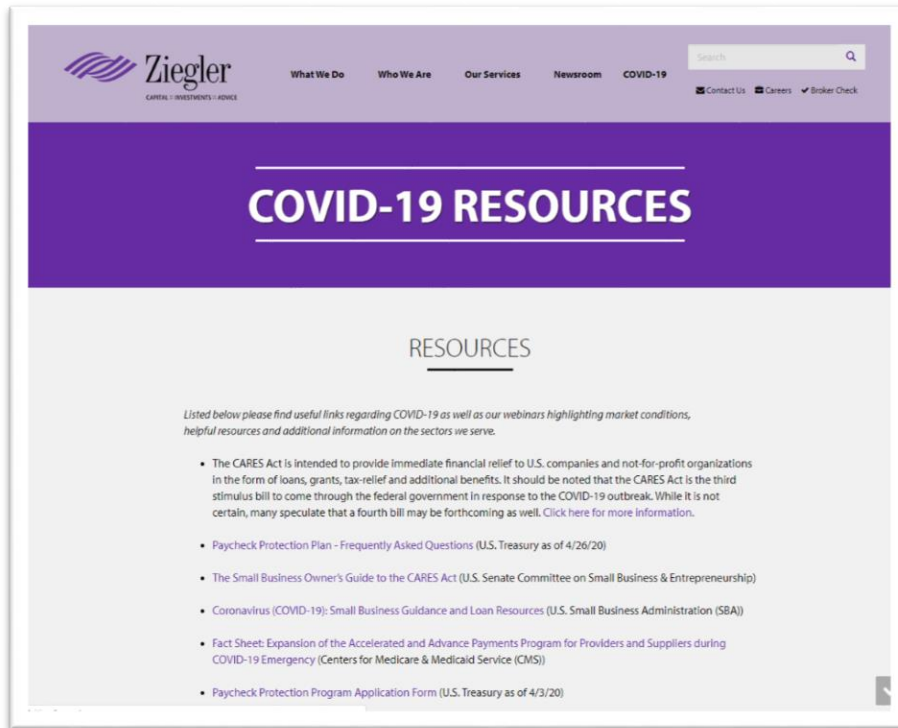 Ziegler
CAPITAL :: INVESTMENTS :: ADVICE
What We Do Who We Are Our Services Newsroom COVID-19
Search
Contact Us Careers Broker Check
COVID-19 RESOURCES
RESOURCES
Listed below please find useful links regarding COVID-19 as well as our webinars highlighting market conditions,
helpful resources and additional information on the sectors we serve.
• The CARES Act is intended to provide immediate financial relief to U.S. companies and not-for-profit organizations
in the form of loans, grants, tax-relief and additional benefits. It should be noted that the CARES Act is the third
stimulus bill to come through the federal government in response to the COVID-19 outbreak. While it is not
certain, many speculate that a fourth bill may be forthcoming as well. Click here for more information.
• Paycheck Protection Plan - Frequently Asked Questions (U.S. Treasury as of 4/26/20)
• The Small Business Owner's Guide to the CARES Act (U.S. Senate Committee on Small Business & Entrepreneurship)
• Coronavirus (COVID-19): Small Business Guidance and Loan Resources (U.S. Small Business Administration (SBA))
• Fact Sheet: Expansion of the Accelerated and Advance Payments Program for Providers and Suppliers during
COVID-19 Emergency (Centers for Medicare & Medicaid Service (CMS))
• Paycheck Protection Program Application Form (U.S. Treasury as of 4/3/20)